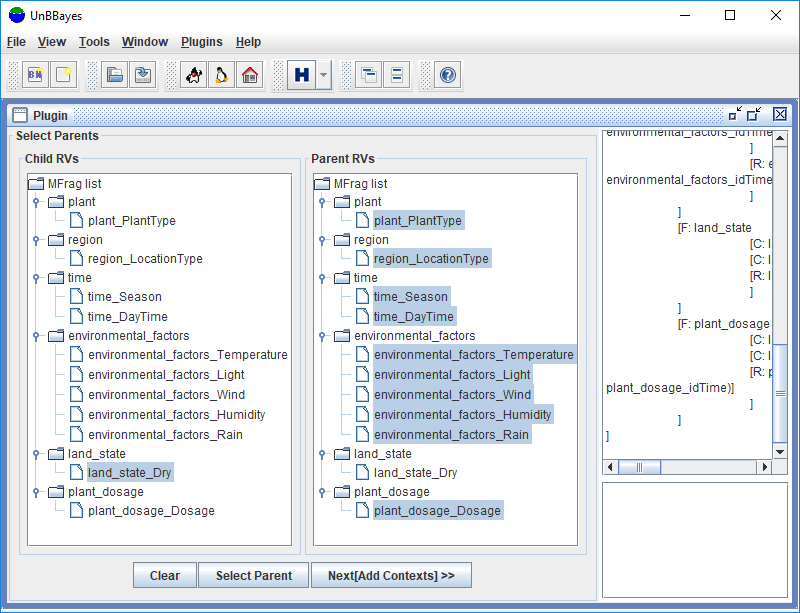 UnBBayes
File View Tools Window Plugins Help
BN
H
Plugin
Select Parents
Child RVs
MFrag list
plant
plant_PlantType
region
region_LocationType
time
time_Season
time_DayTime
environmental_factors
environmental_factors_Temperature
environmental_factors_Light
environmental_factors_Wind
environmental_factors_Humidity
environmental_factors_Rain
land_state
land_state_Dry
plant_dosage
plant_dosage_Dosage
Parent RVs
MFrag list
plant
plant_PlantType
region
region_LocationType
time
time_Season
time_DayTime
environmental_factors
environmental_factors_Temperature
environmental_factors_Light
environmental_factors_Wind
environmental_factors_Humidity
environmental_factors_Rain
land_state
land_state_Dry
plant_dosage
plant_dosage_Dosage
Clear Select Parent Next[Add Contexts] >>
environmental_factors_idTime
]
[R: e
environmental_factors_idTime
]
]
[F: land_state
[C: l
[C: l
[R: l
]
]
[F: plant_dosage
[C: l
[C: l
[R: p
plant_dosage_idTime)]
]
]
]